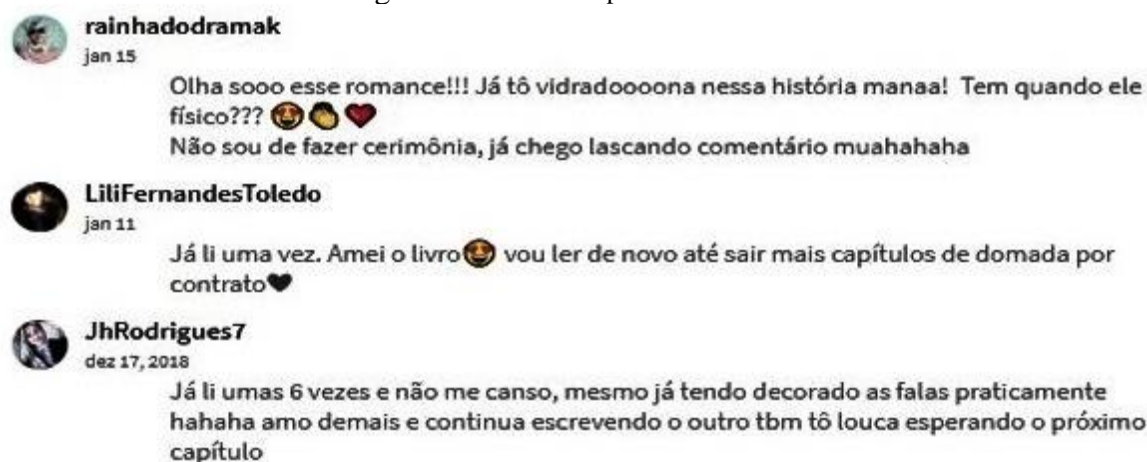 rainhadodramak
jan 15
Olha sooo esse romance!!! Já tô vidradoooona nessa história manaa! Tem quando ele
físico??? 🤩👏❤️
Não sou de fazer cerimônia, já chego lascando comentário muahahaha
LiliFernandesToledo
jan 11
Já li uma vez. Amei o livro🤩 vou ler de novo até sair mais capítulos de domada por
contrato🖤
JhRodrigues7
dez 17, 2018
Já li umas 6 vezes e não me canso, mesmo já tendo decorado as falas praticamente
hahaha amo demais e continua escrevendo o outro tbm tô louca esperando o próximo
capítulo